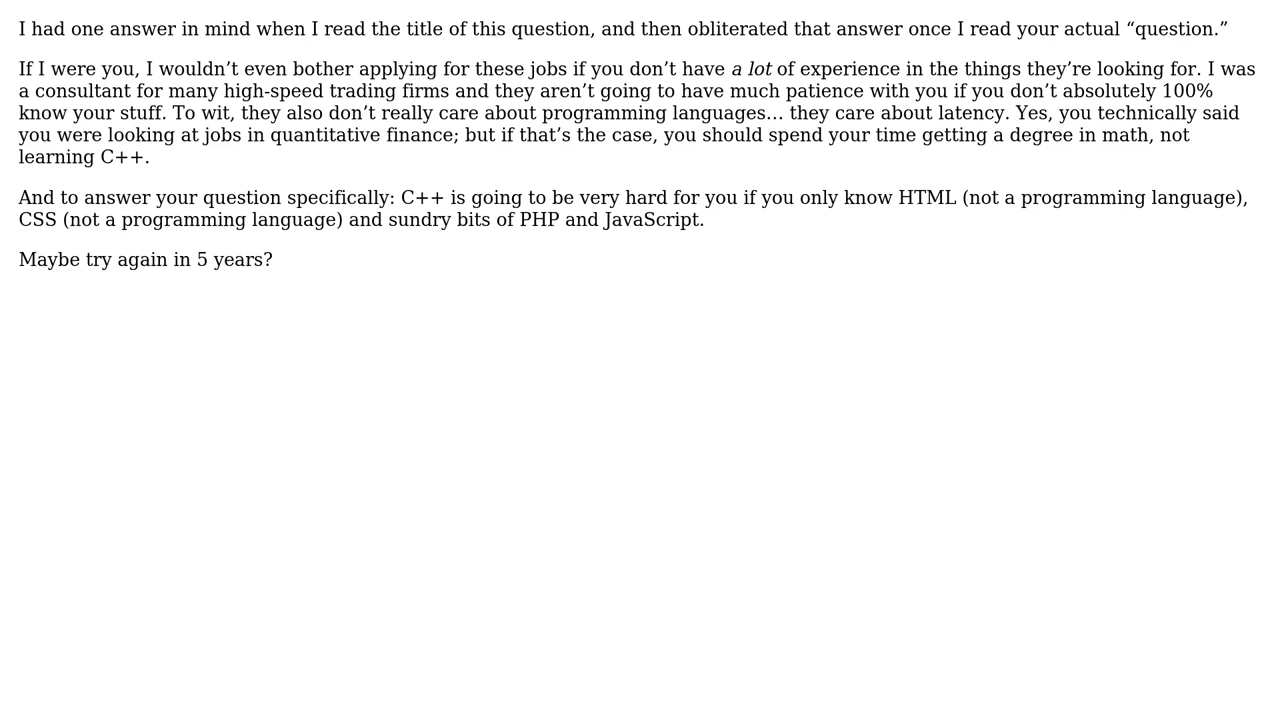 I had one answer in mind when I read the title of this question, and then obliterated that answer once I read your actual “question.”
If I were you, I wouldn’t even bother applying for these jobs if you don’t have a lot of experience in the things they’re looking for. I was
a consultant for many high-speed trading firms and they aren’t going to have much patience with you if you don’t absolutely 100%
know your stuff. To wit, they also don’t really care about programming languages… they care about latency. Yes, you technically said
you were looking at jobs in quantitative finance; but if that’s the case, you should spend your time getting a degree in math, not
learning C++.
And to answer your question specifically: C++ is going to be very hard for you if you only know HTML (not a programming language),
CSS (not a programming language) and sundry bits of PHP and JavaScript.
Maybe try again in 5 years?